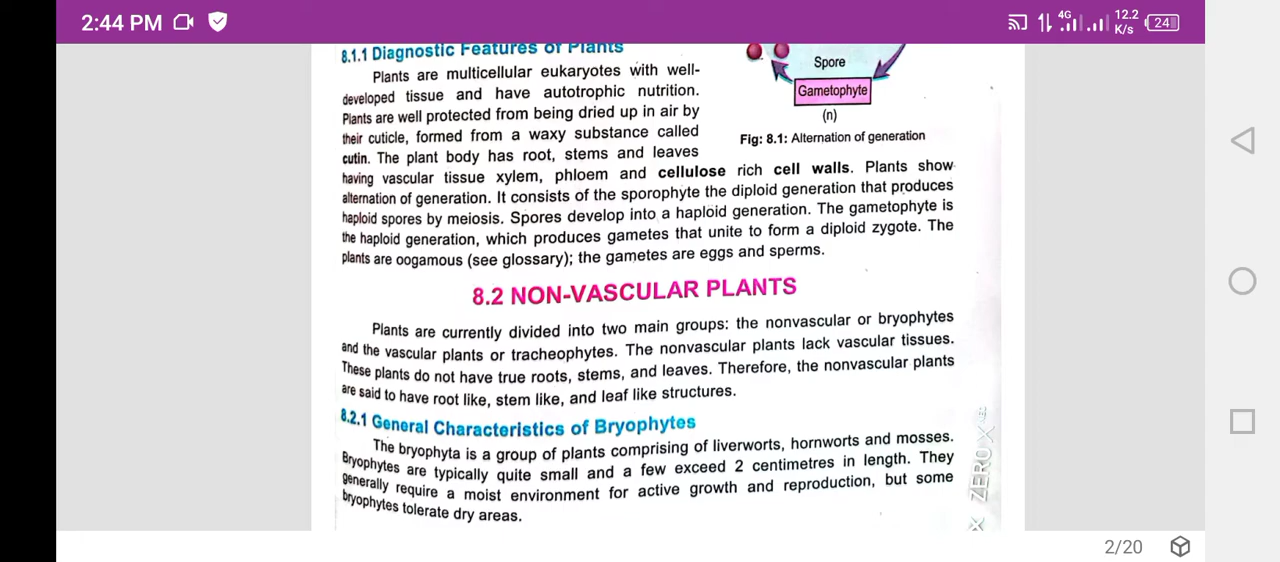 2:44 PM
4G
12.2
K/s
24
8.1.1 Diagnostic Features of Plants
Plants are multicellular eukaryotes with well-
developed tissue and have autotrophic nutrition.
Plants are well protected from being dried up in air by
their cuticle, formed from a waxy substance called
cutin. The plant body has root, stems and leaves
having vascular tissue xylem, phloem and cellulose rich cell walls. Plants show
alternation of generation. It consists of the sporophyte the diploid generation that produces
haploid spores by meiosis. Spores develop into a haploid generation. The gametophyte is
the haploid generation, which produces gametes that unite to form a diploid zygote. The
plants are oogamous (see glossary); the gametes are eggs and sperms.
Spore
Gametophyte
(n)
Fig: 8.1: Alternation of generation
8.2 NON-VASCULAR PLANTS
Plants are currently divided into two main groups: the nonvascular or bryophytes
and the vascular plants or tracheophytes. The nonvascular plants lack vascular tissues.
These plants do not have true roots, stems, and leaves. Therefore, the nonvascular plants
are said to have root like, stem like, and leaf like structures.
8.2.1 General Characteristics of Bryophytes
The bryophyta is a group of plants comprising of liverworts, hornworts and mosses.
Bryophytes are typically quite small and a few exceed 2 centimetres in length. They
generally require a moist environment for active growth and reproduction, but some
bryophytes tolerate dry areas.
ZERO X
2/20